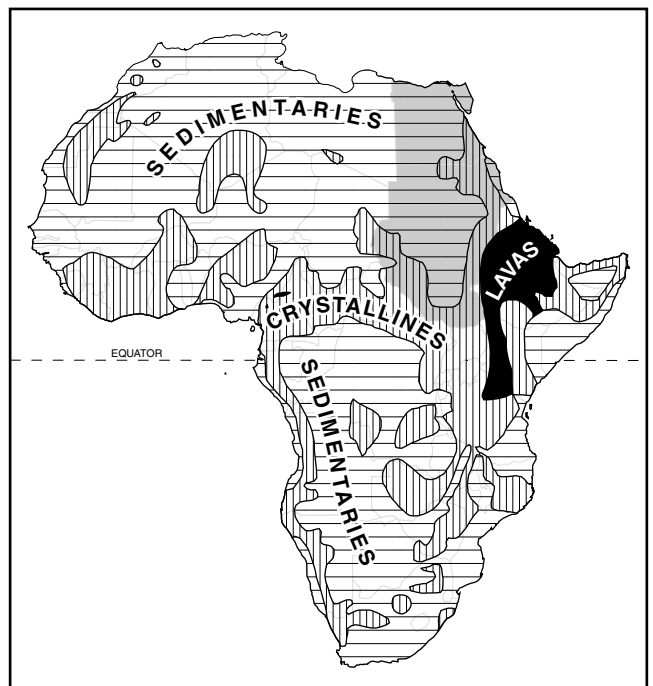 SEDIMENTARIES
LAVAS
CRYSTALLINES
EQUATOR
SEDIMENTARIES